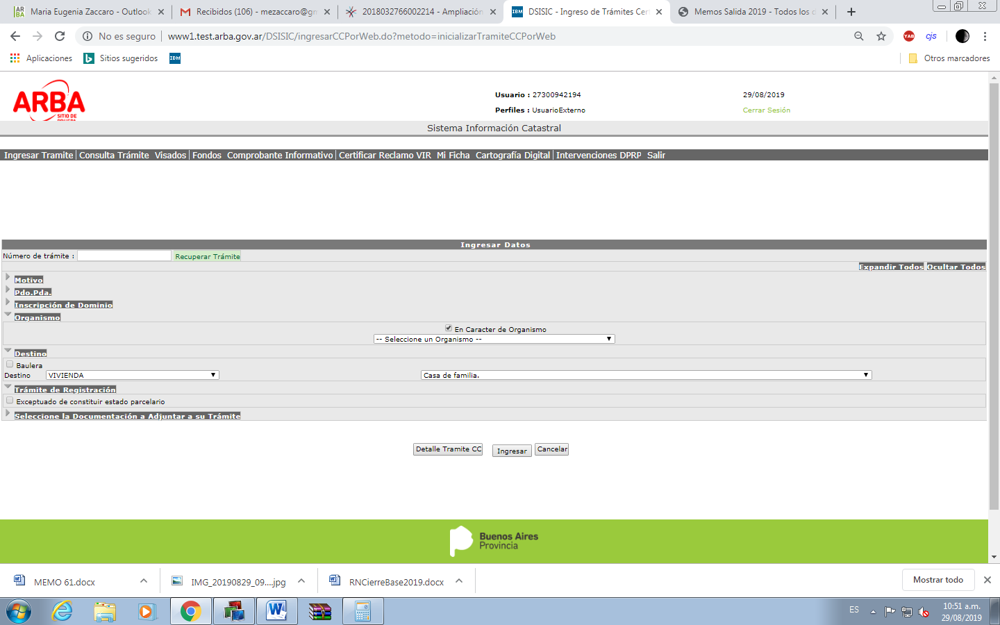 Maria Eugenia Zaccaro - Outlook
Recibidos (106) - mezaccaro@gm
2018032766002214 - Ampliación
DSISIC - Ingreso de Trámites Cer
Memos Salida 2019 - Todos los d
No es seguro
www1.test.arba.gov.ar/DSISIC/ingresarCCPorWeb.do?metodo=inicializarTramiteCCPorWeb
YAB
cjs
Aplicaciones
Sitios sugeridos
IBM
Otros marcadores
ARBA
SITIO DE
PRUEBA
Usuario : 27300942194
29/08/2019
Perfiles : UsuarioExterno
Cerrar Sesión
Sistema Información Catastral
Ingresar Tramite
Consulta Trámite
Visados
Fondos
Comprobante Informativo
Certificar Reclamo VIR
Mi Ficha
Cartografía Digital
Intervenciones DPRP
Salir
Ingresar Datos
Número de trámite :
Recuperar Trámite
Expandir Todos
Ocultar Todos
Motivo
Pdo.Pda.
Inscripción de Dominio
Organismo
En Caracter de Organismo
-- Seleccione un Organismo --
Destino
Baulera
Destino
VIVIENDA
Casa de familia.
Trámite de Registración
Exceptuado de constituir estado parcelario
Seleccione la Documentación a Adjuntar a su Trámite
Detalle Tramite CC
Ingresar
Cancelar
Buenos Aires
Provincia
MEMO 61.docx
IMG_20190829_09....jpg
RNCierreBase2019.docx
Mostrar todo
ES
10:51 a.m.
29/08/2019